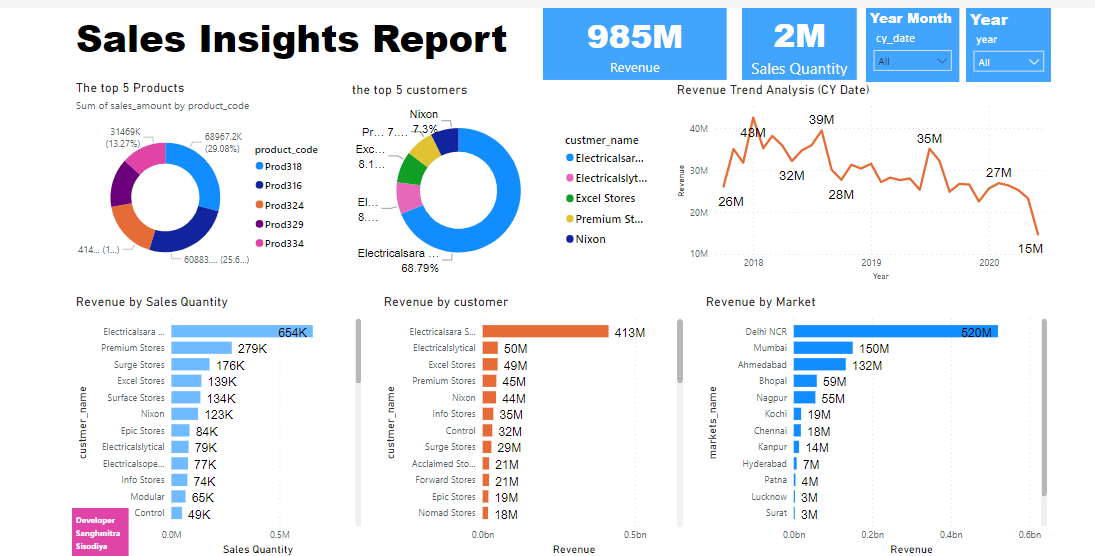 Sales Insights Report
985M
Revenue
2M
Sales Quantity
Year Month
cy_date
All
Year
year
All
The top 5 Products
Sum of sales_amount by product_code
31469K
(13.27%)
68967.2K
(29.08%)
414... (1...)
60883.... (25.6...)
product_code
Prod318
Prod316
Prod324
Prod329
Prod334
the top 5 customers
Nixon
7.3%
Pr... 7....
Exc...
8.1...
El...
8....
Electricalsara ...
68.79%
custmer_name
Electricalsar...
Electricalslyt...
Excel Stores
Premium St...
Nixon
Revenue Trend Analysis (CY Date)
Revenue
40M
30M
20M
10M
43M
39M
35M
32M
28M
27M
26M
15M
2018
2019
2020
Year
Revenue by Sales Quantity
custmer_name
Electricalsara ... 654K
Premium Stores 279K
Surge Stores 176K
Excel Stores 139K
Surface Stores 134K
Nixon 123K
Epic Stores 84K
Electricalslytical 79K
Electricalsope... 77K
Info Stores 74K
Modular 65K
Control 49K
0.0M 0.5M
Sales Quantity
Revenue by customer
custmer_name
Electricalsara S... 413M
Electricalslytical 50M
Excel Stores 49M
Premium Stores 45M
Nixon 44M
Info Stores 35M
Control 32M
Surge Stores 29M
Acclaimed Sto... 21M
Forward Stores 21M
Epic Stores 19M
Nomad Stores 18M
0.0bn 0.5bn
Revenue
Revenue by Market
markets_name
Delhi NCR 520M
Mumbai 150M
Ahmedabad 132M
Bhopal 59M
Nagpur 55M
Kochi 19M
Chennai 18M
Kanpur 14M
Hyderabad 7M
Patna 4M
Lucknow 3M
Surat 3M
0.0bn 0.2bn 0.4bn 0.6bn
Revenue
Developer
Sanghmitra
Sisodiya